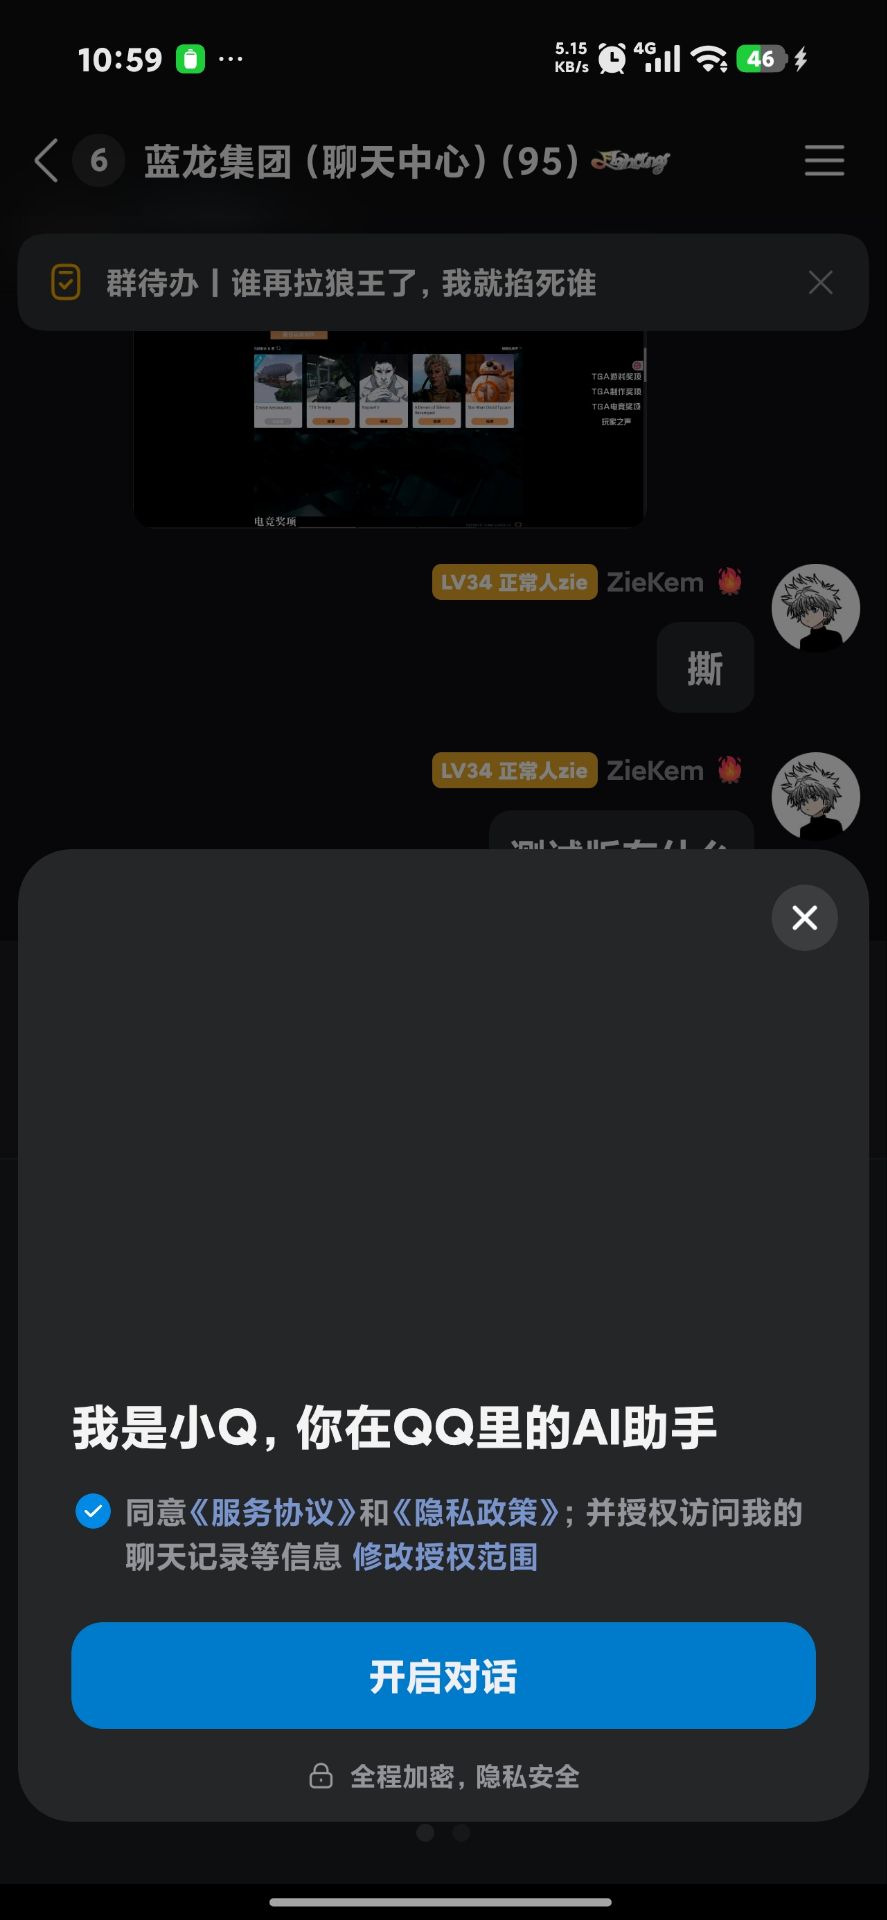 10:59
5.15
KB/s
4G
46
6
蓝龙集团（聊天中心）(95)
群待办丨谁再拉狼王了，我就掐死谁
TGA游戏奖项
TGA制作奖项
TGA电竞奖项
玩家之声
电竞奖项
LV34 正常人zie ZieKem
撕
LV34 正常人zie ZieKem
测试版有什么
我是小Q，你在QQ里的AI助手
同意《服务协议》和《隐私政策》；并授权访问我的
聊天记录等信息 修改授权范围
开启对话
全程加密，隐私安全